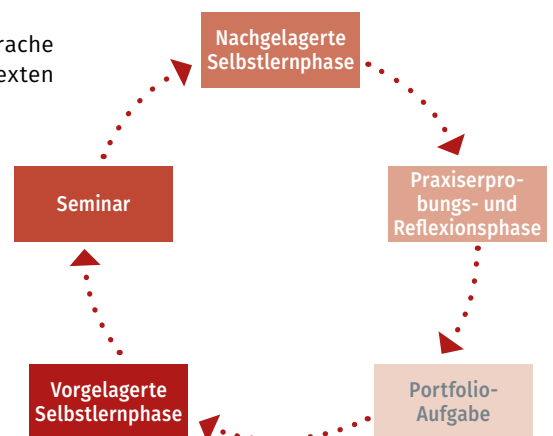 rache
exten
Nachgelagerte
Selbstlernphase
Seminar
Praxiserpro-
bungs- und
Reflexionsphase
Vorgelagerte
Selbstlernphase
Portfolio-
Aufgabe